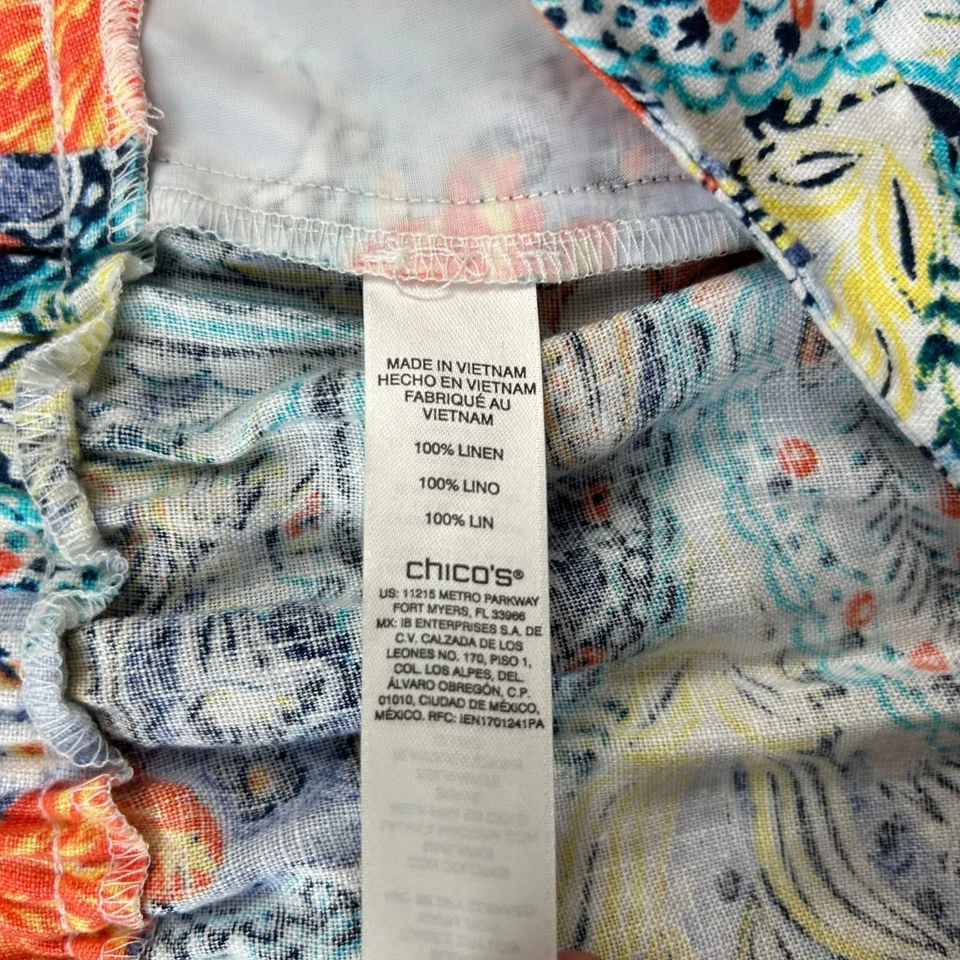 MADE IN VIETNAM
HECHO EN VIETNAM
FABRIQUÉ AU
VIETNAM
100% LINEN
100% LINO
100% LIN
chico's®
US: 11215 METRO PARKWAY
FORT MYERS, FL 33966
MX: IB ENTERPRISES S.A. DE
C.V. CALZADA DE LOS
LEONES NO. 170, PISO 1,
COL. LOS ALPES, DEL.
ÁLVARO OBREGÓN, C.P.
01010, CIUDAD DE MÉXICO,
MÉXICO. RFC: IEN1701241PA